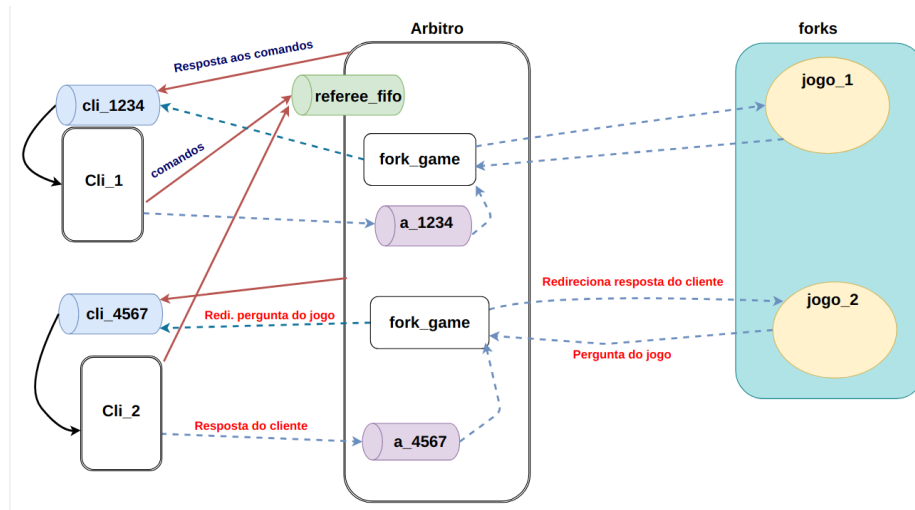 Arbitro
forks
Resposta aos comandos
jogo_1
cli_1234
referee_fifo
Cli_1
comandos
fork_game
a_1234
Redireciona resposta do cliente
cli_4567
Redi. pergunta do jogo
fork_game
jogo_2
Pergunta do jogo
Cli_2
Resposta do cliente
a_4567